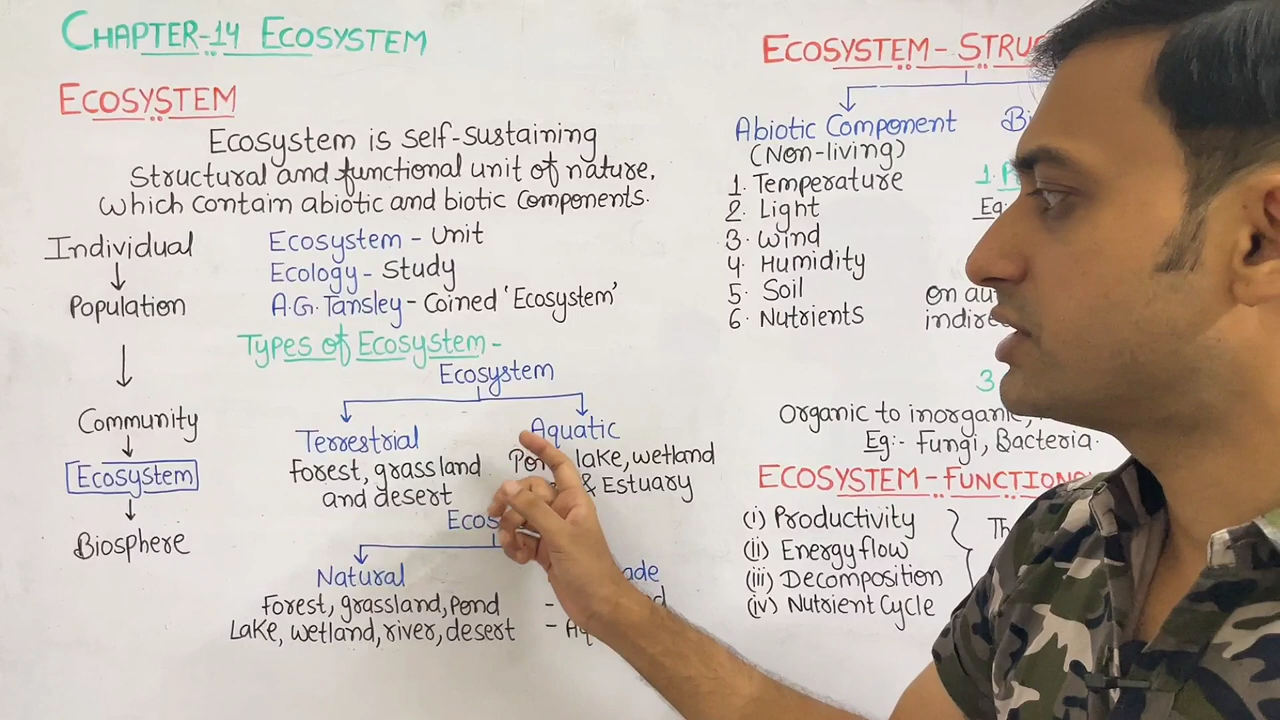 CHAPTER-14 ECOSYSTEM
ECOSYSTEM
Ecosystem is self-sustaining
structural and functional unit of nature,
which contain abiotic and biotic components.
Individual
Population
Community
Ecosystem
Biosphere
Ecosystem - Unit
Ecology - Study
A.G. Tansley - Coined 'Ecosystem'
Types of Ecosystem -
Ecosystem
Terrestrial
Forest, grassland
and desert
Aquatic
lake, wetland
& Estuary
Natural
Forest, grassland, pond
Lake, wetland, river, desert
ECOSYSTEM-
Abiotic Component
(Non-living)
1. Temperature
2. Light
3. Wind
4. Humidity
5. Soil
6. Nutrients
1.
Eg:
on
3
Organic to inorganic,
Eg:- Fungi, Bacteria.
ECOSYSTEM-
(i) Productivity
(ii) Energy flow
(iii) Decomposition
(iv) Nutrient Cycle